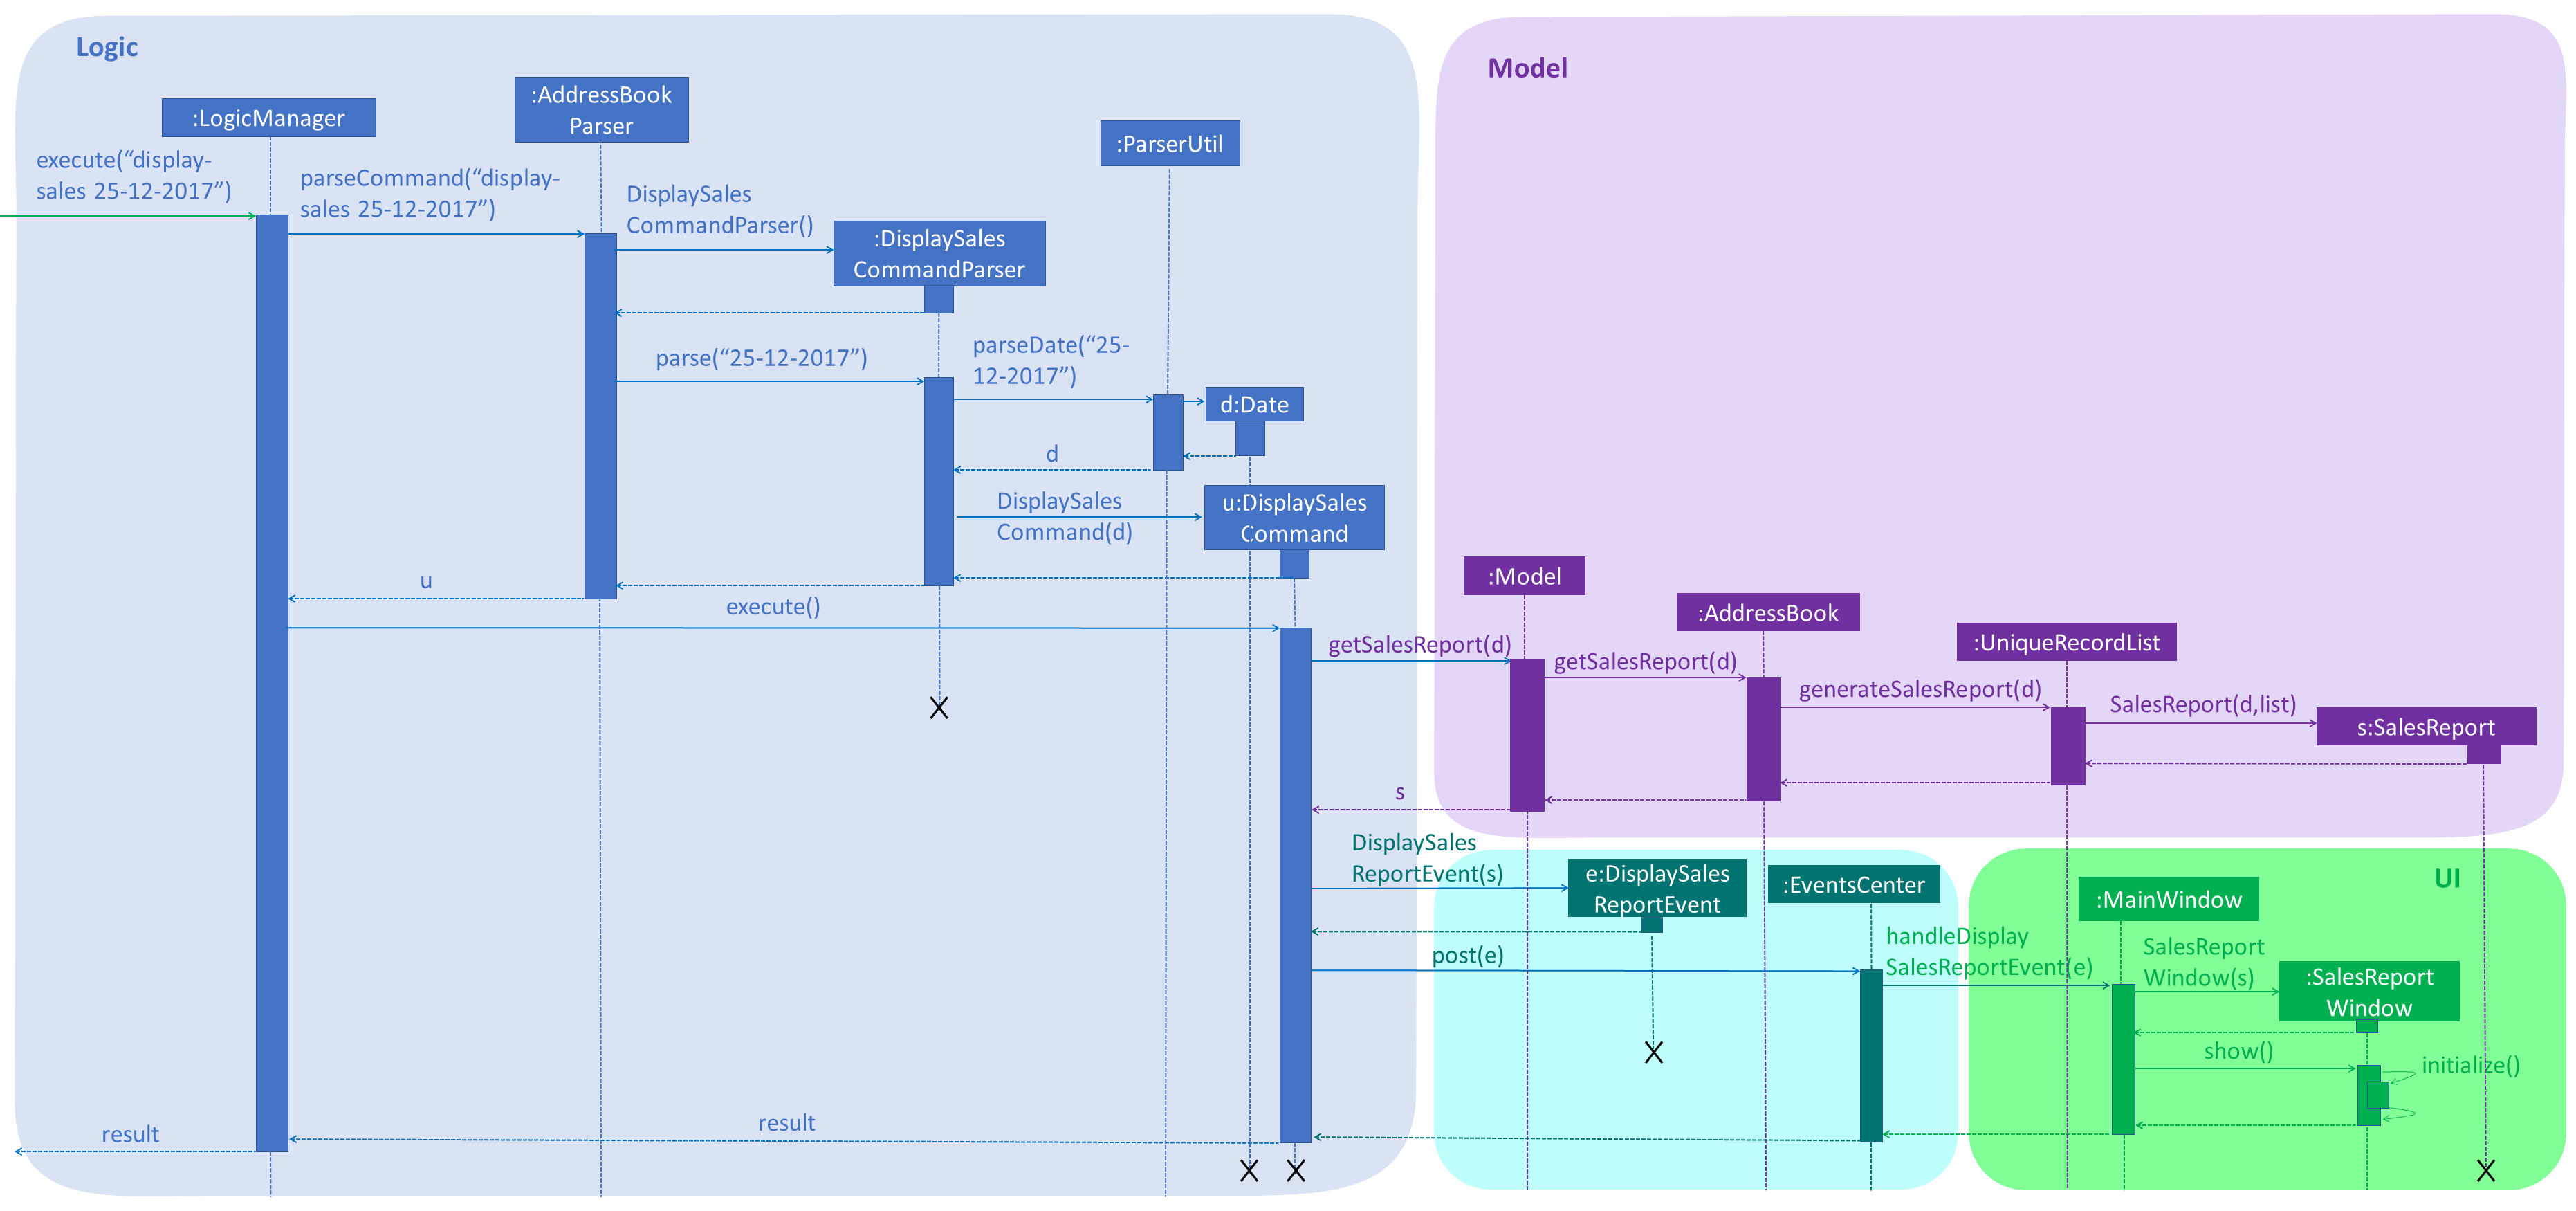 Logic
Model
:LogicManager
:AddressBook
Parser
:ParserUtil
execute(“display-
sales 25-12-2017”)
parseCommand(“display-
sales 25-12-2017”)
DisplaySales
CommandParser()
:DisplaySales
CommandParser
parse(“25-12-2017”)
parseDate(“25-
12-2017”)
d:Date
d
DisplaySales
Command(d)
u:DisplaySales
Command
u
execute()
:Model
:AddressBook
:UniqueRecordList
getSalesReport(d)
getSalesReport(d)
generateSalesReport(d)
SalesReport(d,list)
s:SalesReport
s
DisplaySales
ReportEvent(s)
e:DisplaySales
ReportEvent
:EventsCenter
UI
:MainWindow
post(e)
handleDisplay
SalesReportEvent(e)
SalesReport
Window(s)
:SalesReport
Window
show()
initialize()
result
result